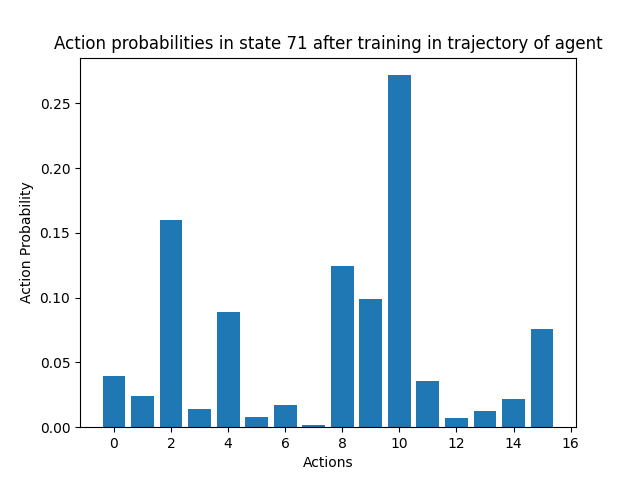 Action probabilities in state 71 after training in trajectory of agent
0.25
0.20
0.15
0.10
0.05
0.00
Action Probability
0 2 4 6 8 10 12 14 16
Actions